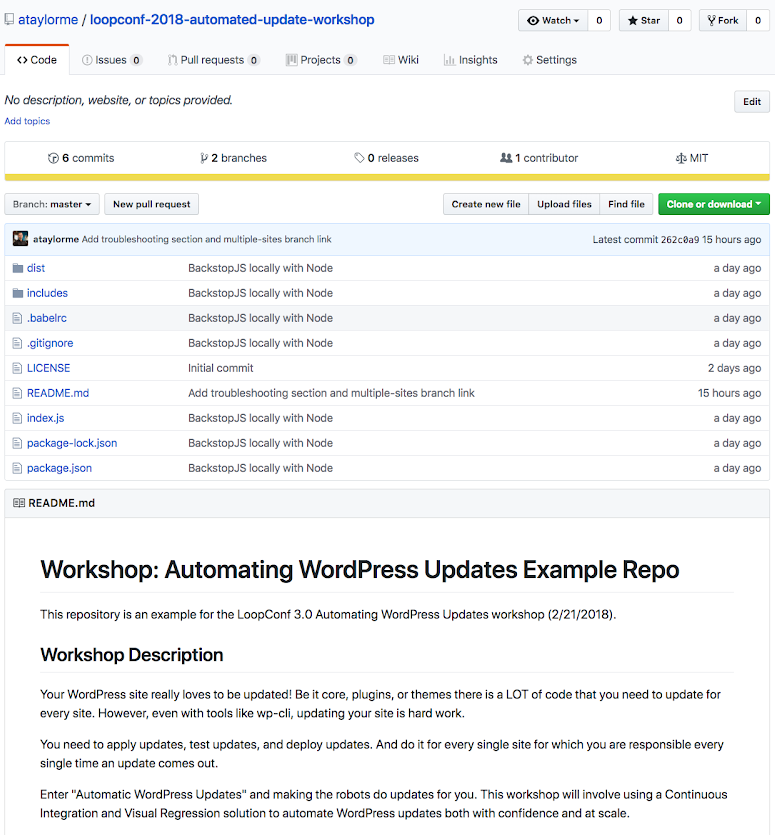 ataylorme / loopconf-2018-automated-update-workshop
Watch 0 Star 0 Fork 0
Code Issues 0 Pull requests 0 Projects 0 Wiki Insights Settings
No description, website, or topics provided. Edit
Add topics
6 commits 2 branches 0 releases 1 contributor MIT
Branch: master New pull request Create new file Upload files Find file Clone or download
ataylorme Add troubleshooting section and multiple-sites branch link Latest commit 262c0a9 15 hours ago
dist BackstopJS locally with Node a day ago
includes BackstopJS locally with Node a day ago
.babelrc BackstopJS locally with Node a day ago
.gitignore BackstopJS locally with Node a day ago
LICENSE Initial commit 2 days ago
README.md Add troubleshooting section and multiple-sites branch link 15 hours ago
index.js BackstopJS locally with Node a day ago
package-lock.json BackstopJS locally with Node a day ago
package.json BackstopJS locally with Node a day ago
README.md
Workshop: Automating WordPress Updates Example Repo
This repository is an example for the LoopConf 3.0 Automating WordPress Updates workshop (2/21/2018).
Workshop Description
Your WordPress site really loves to be updated! Be it core, plugins, or themes there is a LOT of code that you need to update for
every site. However, even with tools like wp-cli, updating your site is hard work.
You need to apply updates, test updates, and deploy updates. And do it for every single site for which you are responsible every
single time an update comes out.
Enter "Automatic WordPress Updates" and making the robots do updates for you. This workshop will involve using a Continuous
Integration and Visual Regression solution to automate WordPress updates both with confidence and at scale.